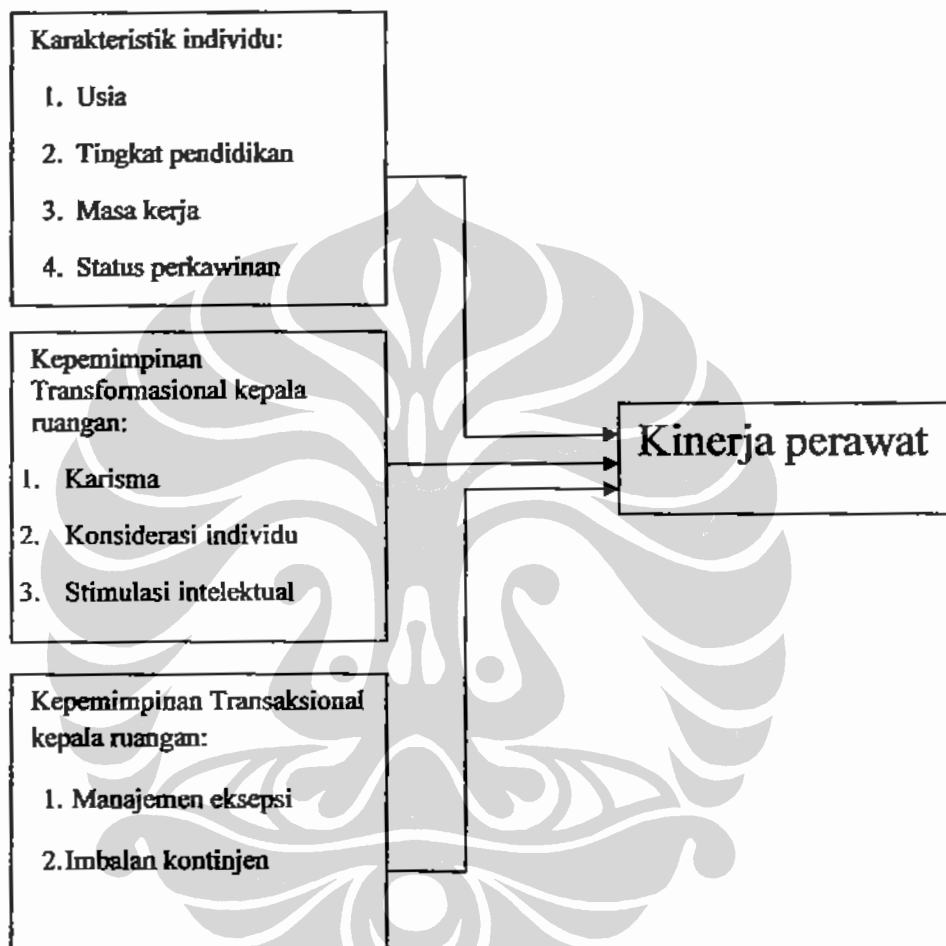 Karakteristik individu:
1. Usia
2. Tingkat pendidikan
3. Masa kerja
4. Status perkawinan
Kepemimpinan
Transformasional kepala
ruangan:
1. Karisma
2. Konsiderasi individu
3. Stimulasi intelektual
Kepemimpinan Transaksional
kepala ruangan:
1. Manajemen eksepsi
2.Imbalan kontinjen
Kinerja perawat